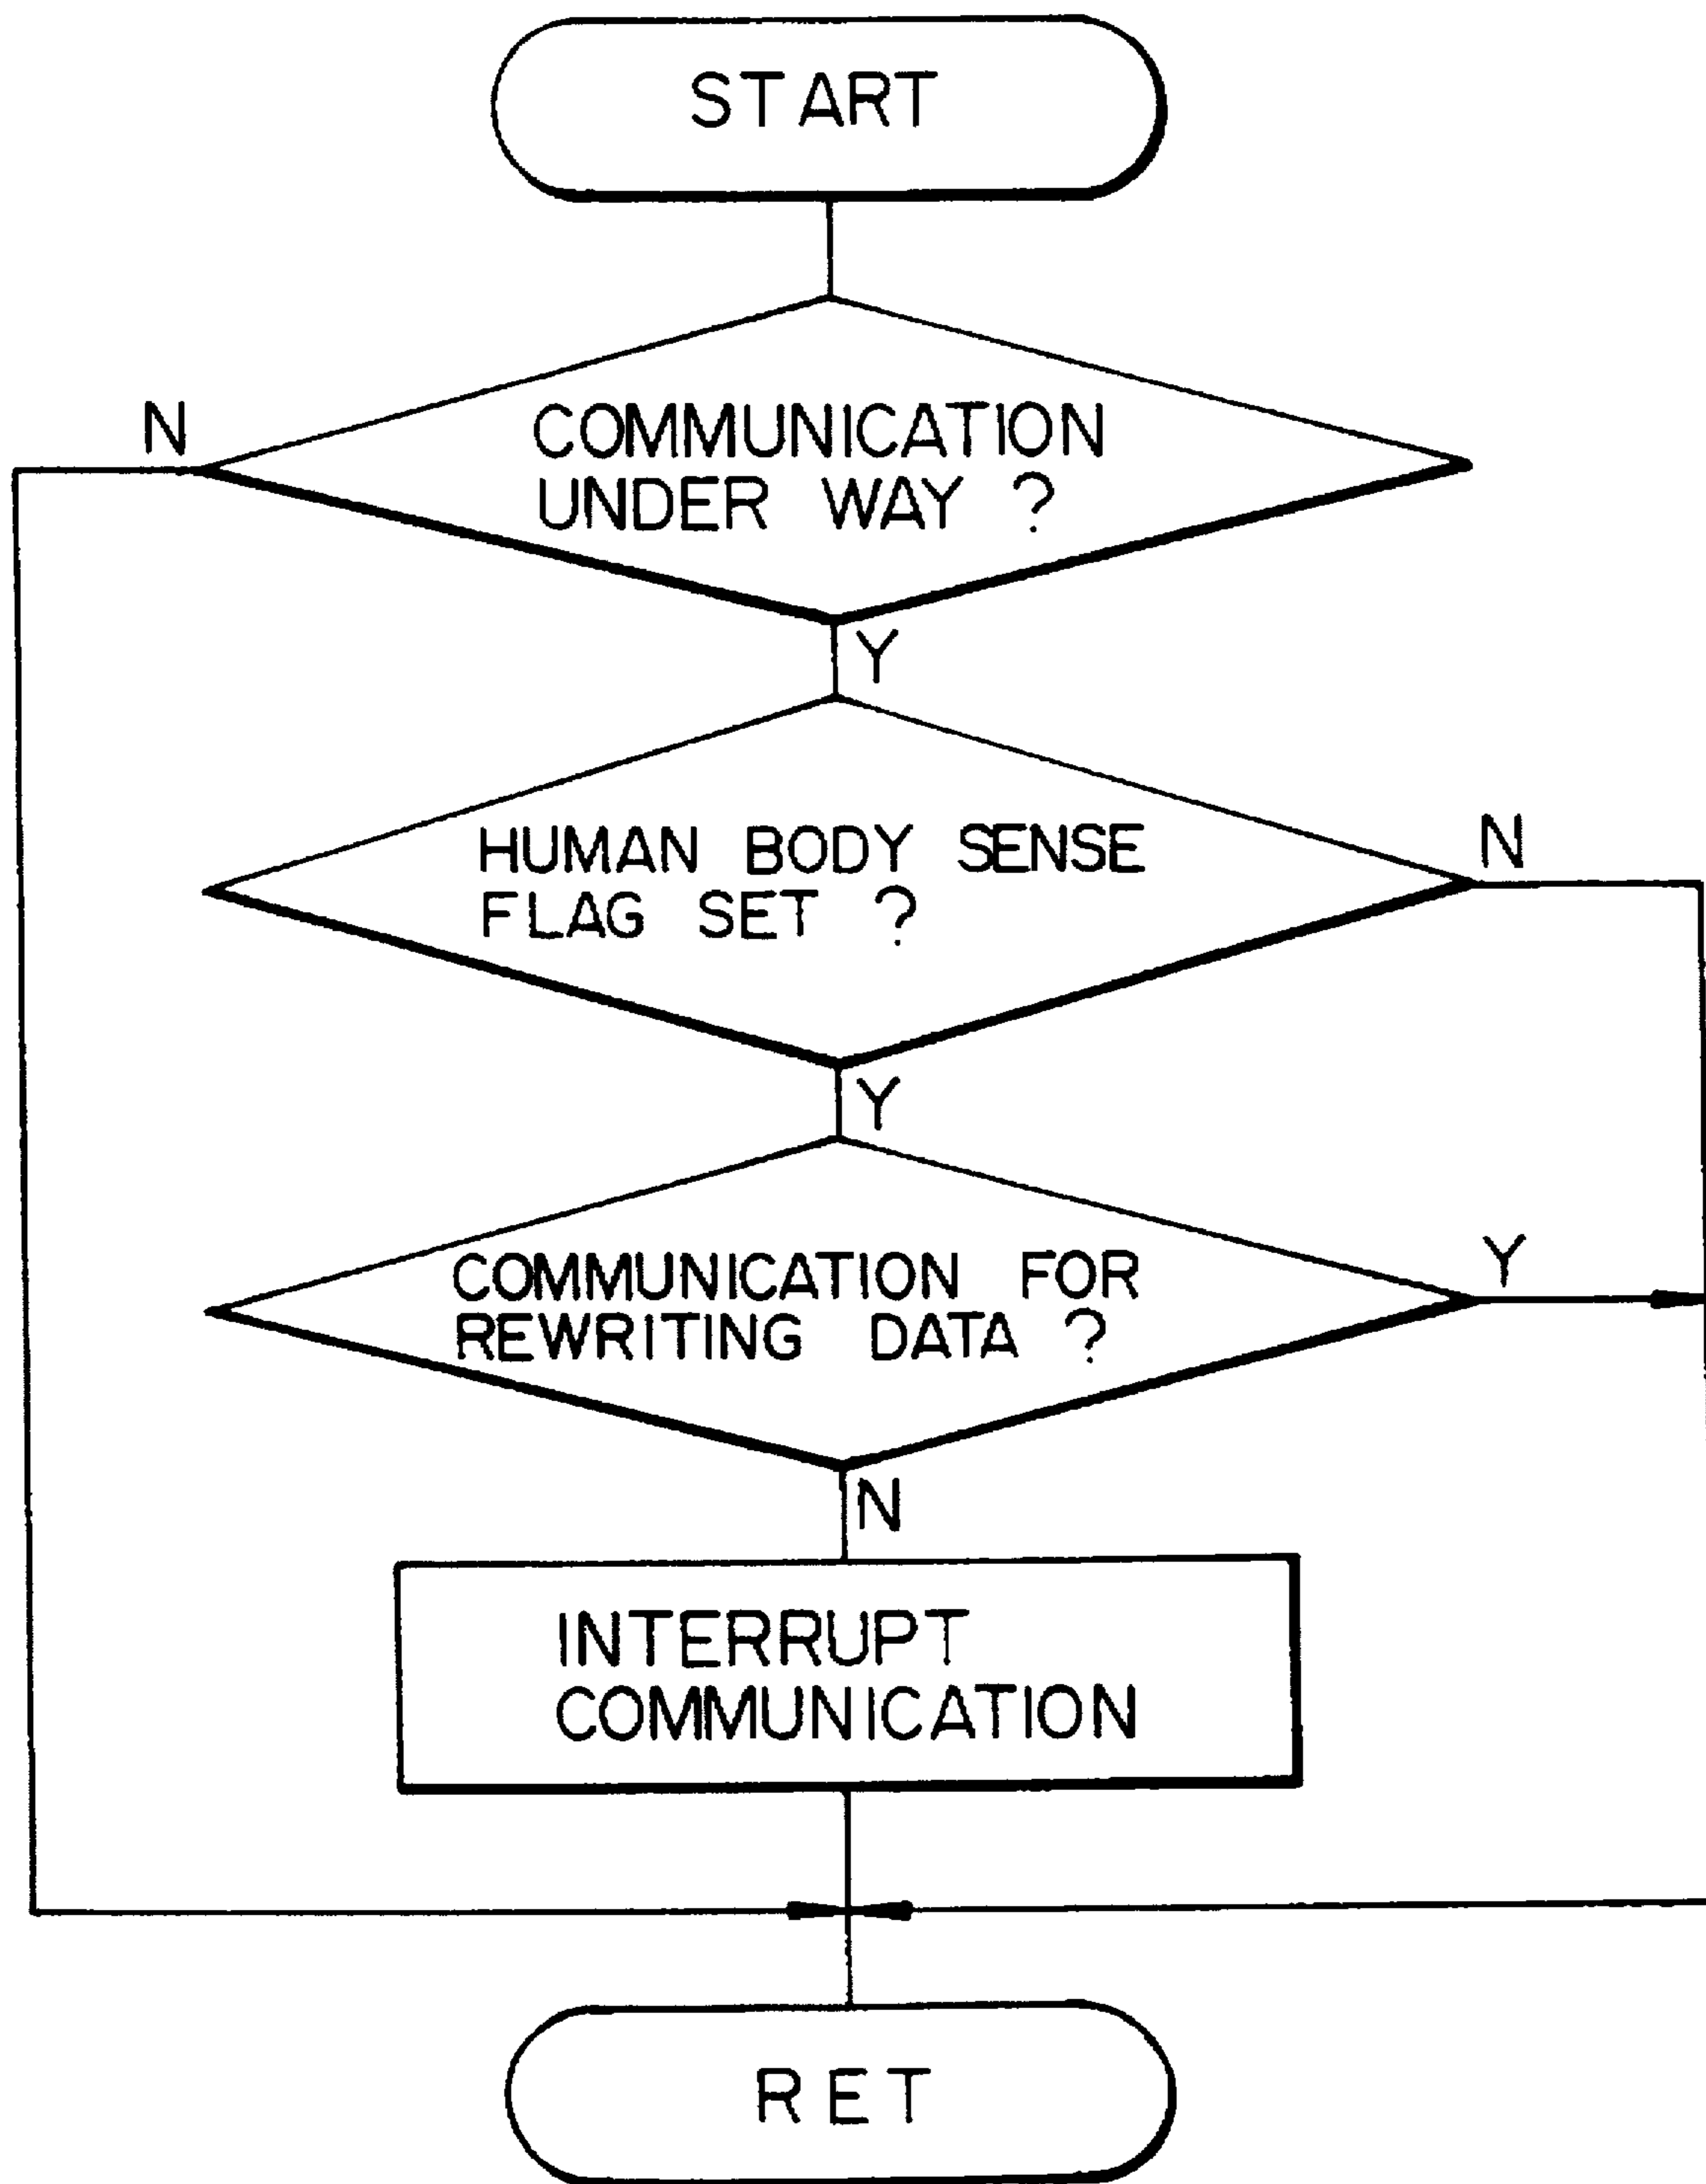 START
N
COMMUNICATION
UNDER WAY ?
Y
HUMAN BODY SENSE
FLAG SET ?
N
Y
COMMUNICATION FOR
REWRITING DATA ?
Y
N
INTERRUPT
COMMUNICATION
RET